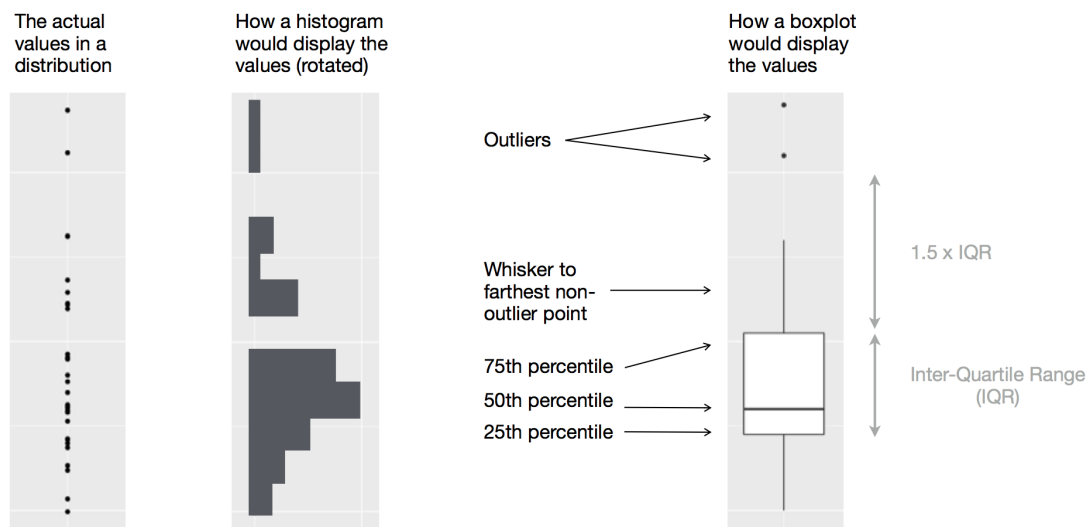 The actual
values in a
distribution
How a histogram
would display the
values (rotated)
How a boxplot
would display
the values
Outliers
1.5 x IQR
Whisker to
farthest non-
outlier point
75th percentile
50th percentile
25th percentile
Inter-Quartile Range
(IQR)